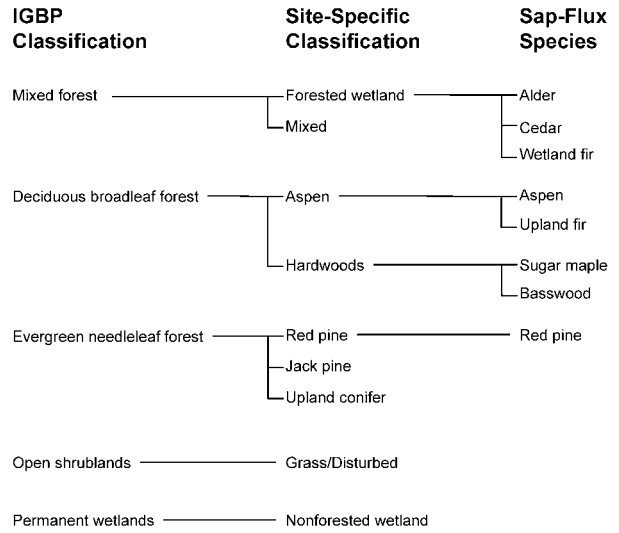 IGBP Classification
Site-Specific Classification
Sap-Flux Species
Mixed forest
Forested wetland
Alder
Mixed
Cedar
Wetland fir
Deciduous broadleaf forest
Aspen
Aspen
Upland fir
Hardwoods
Sugar maple
Basswood
Evergreen needleleaf forest
Red pine
Red pine
Jack pine
Upland conifer
Open shrublands
Grass/Disturbed
Permanent wetlands
Nonforested wetland